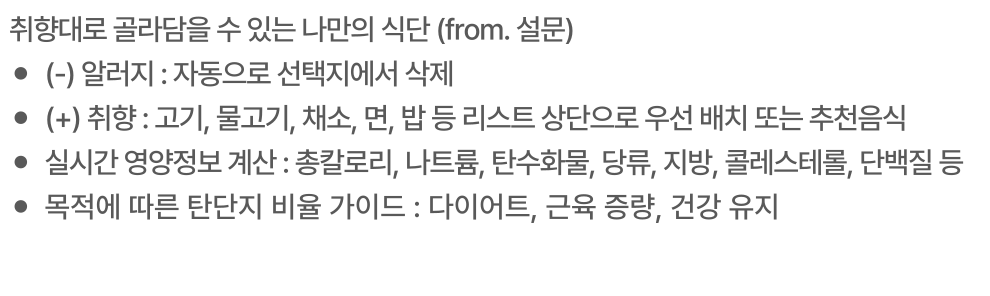 취향대로 골라담을 수 있는 나만의 식단 (from. 설문)
● (-) 알러지 : 자동으로 선택지에서 삭제
● (+) 취향 : 고기, 물고기, 채소, 면, 밥 등 리스트 상단으로 우선 배치 또는 추천음식
● 실시간 영양정보 계산 : 총칼로리, 나트륨, 탄수화물, 당류, 지방, 콜레스테롤, 단백질 등
● 목적에 따른 탄단지 비율 가이드 : 다이어트, 근육 증량, 건강 유지